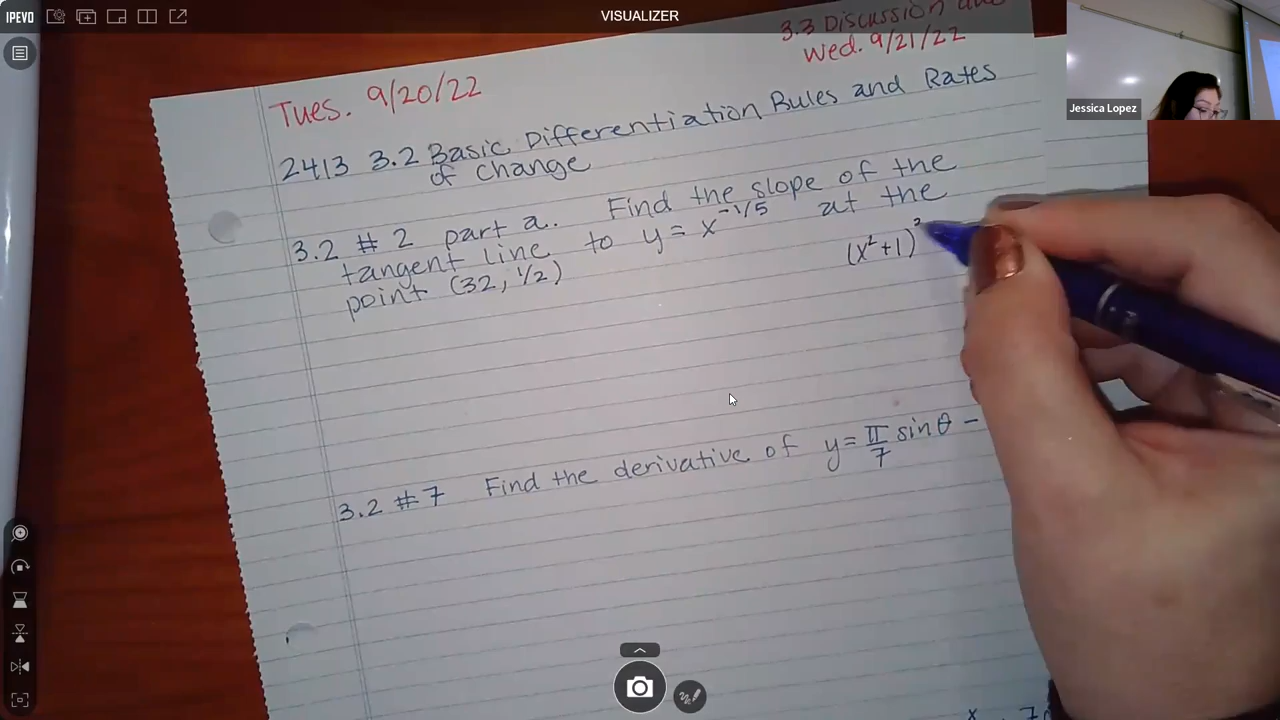 IPEVO
VISUALIZER
Jessica Lopez
3.3 Discussion
Wed. 9/21/22
Tues. 9/20/22
2413 3.2 Basic Differentiation Rules and Rates
of Change
3.2 # 2 part a. Find the slope of the
tangent line to y = x^-1/5 at the
point (32, 1/2)
(x²+1)
3.2 # 7 Find the derivative of y = π/7 sin θ -